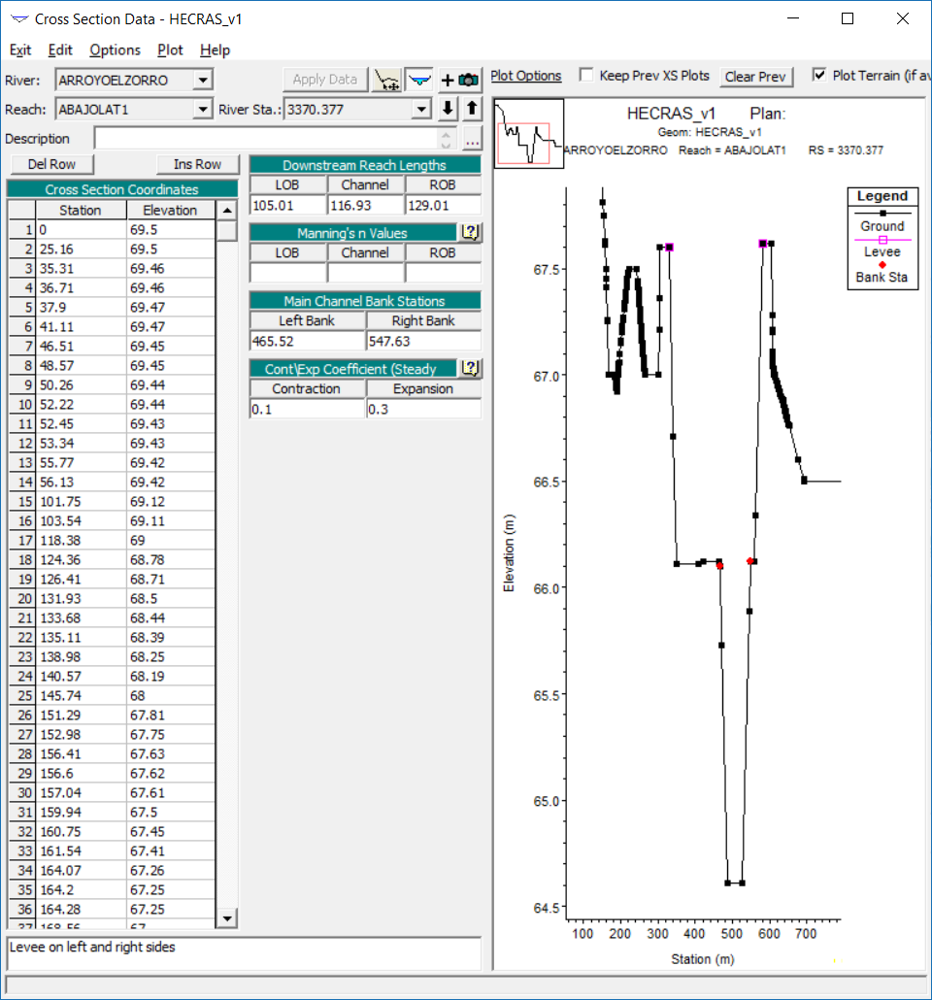 Cross Section Data - HECRAS_v1
Exit Edit Options Plot Help
River: ARROYOELZORRO Apply Data
Plot Options Keep Prev XS Plots Clear Prev Plot Terrain (if av
Reach: ABAJOLAT1 River Sta.: 3370.377
Description ...
Del Row Ins Row
Cross Section Coordinates
Station Elevation
1 0 69.5
2 25.16 69.5
3 35.31 69.46
4 36.71 69.46
5 37.9 69.47
6 41.11 69.47
7 46.51 69.45
8 48.57 69.45
9 50.26 69.44
10 52.22 69.44
11 52.45 69.43
12 53.34 69.43
13 55.77 69.42
14 56.13 69.42
15 101.75 69.12
16 103.54 69.11
17 118.38 69
18 124.36 68.78
19 126.41 68.71
20 131.93 68.5
21 133.68 68.44
22 135.11 68.39
23 138.98 68.25
24 140.57 68.19
25 145.74 68
26 151.29 67.81
27 152.98 67.75
28 156.41 67.63
29 156.6 67.62
30 157.04 67.61
31 159.94 67.5
32 160.75 67.45
33 161.54 67.41
34 164.07 67.26
35 164.2 67.25
36 164.28 67.25
37 168.56 67
Downstream Reach Lengths
LOB Channel ROB
105.01 116.93 129.01
Manning's n Values ?
LOB Channel ROB
Main Channel Bank Stations
Left Bank Right Bank
465.52 547.63
Cont\Exp Coefficient (Steady ?
Contraction Expansion
0.1 0.3
Levee on left and right sides
HECRAS_v1 Plan:
Geom: HECRAS_v1
ARROYOELZORRO Reach = ABAJOLAT1 RS = 3370.377
Legend
Ground
Levee
Bank Sta
67.5
67.0
66.5
66.0
65.5
65.0
64.5
Elevation (m)
100 200 300 400 500 600 700
Station (m)